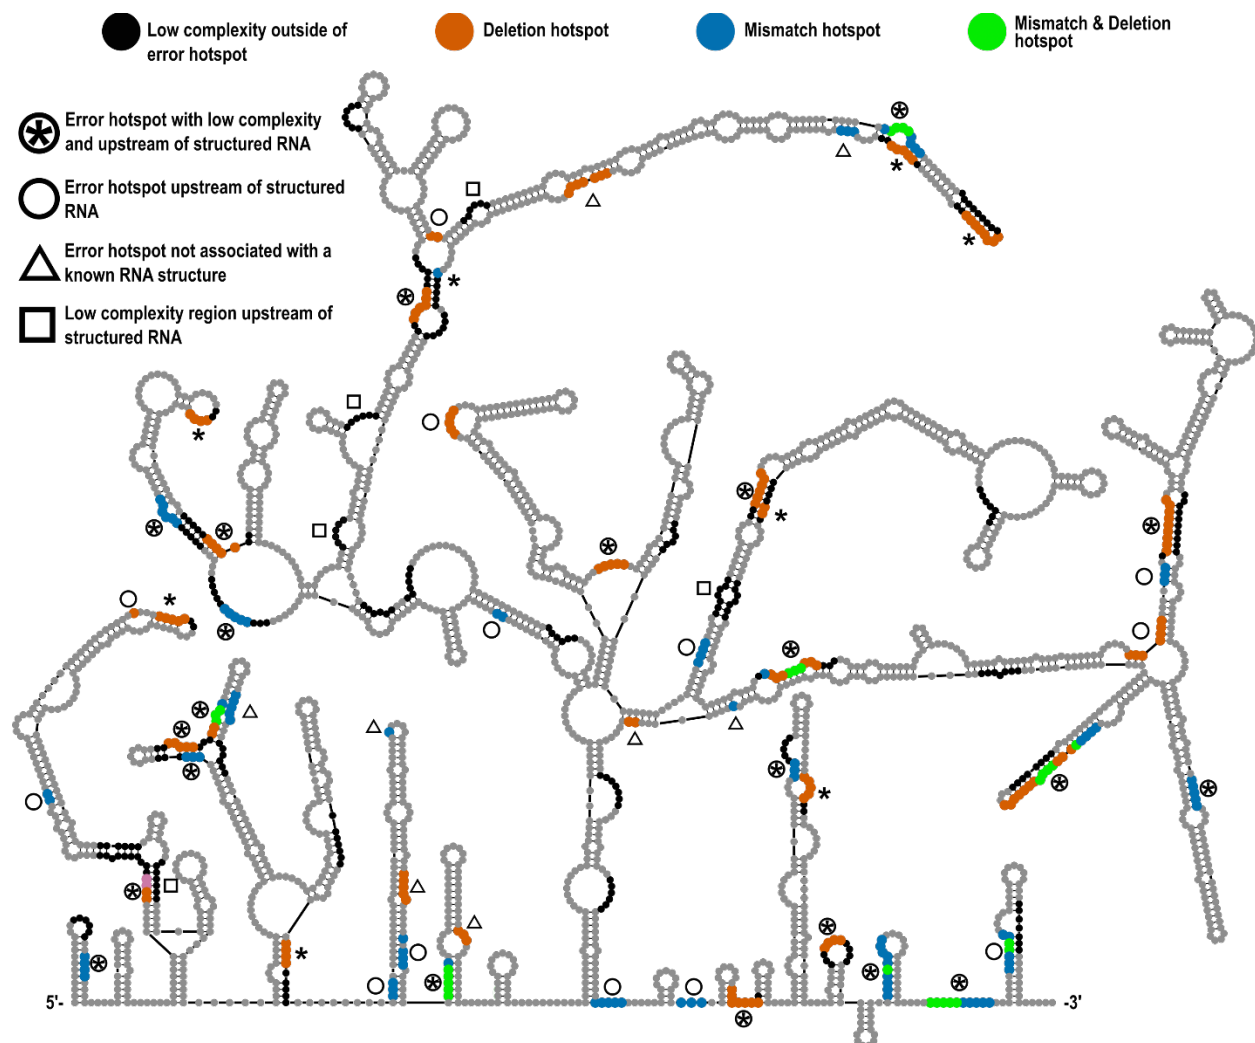 Low complexity outside of
error hotspot
Deletion hotspot
Mismatch hotspot
Mismatch & Deletion
hotspot
Error hotspot with low complexity
and upstream of structured RNA
Error hotspot upstream of structured
RNA
Error hotspot not associated with a
known RNA structure
Low complexity region upstream of
structured RNA
5'-
-3'